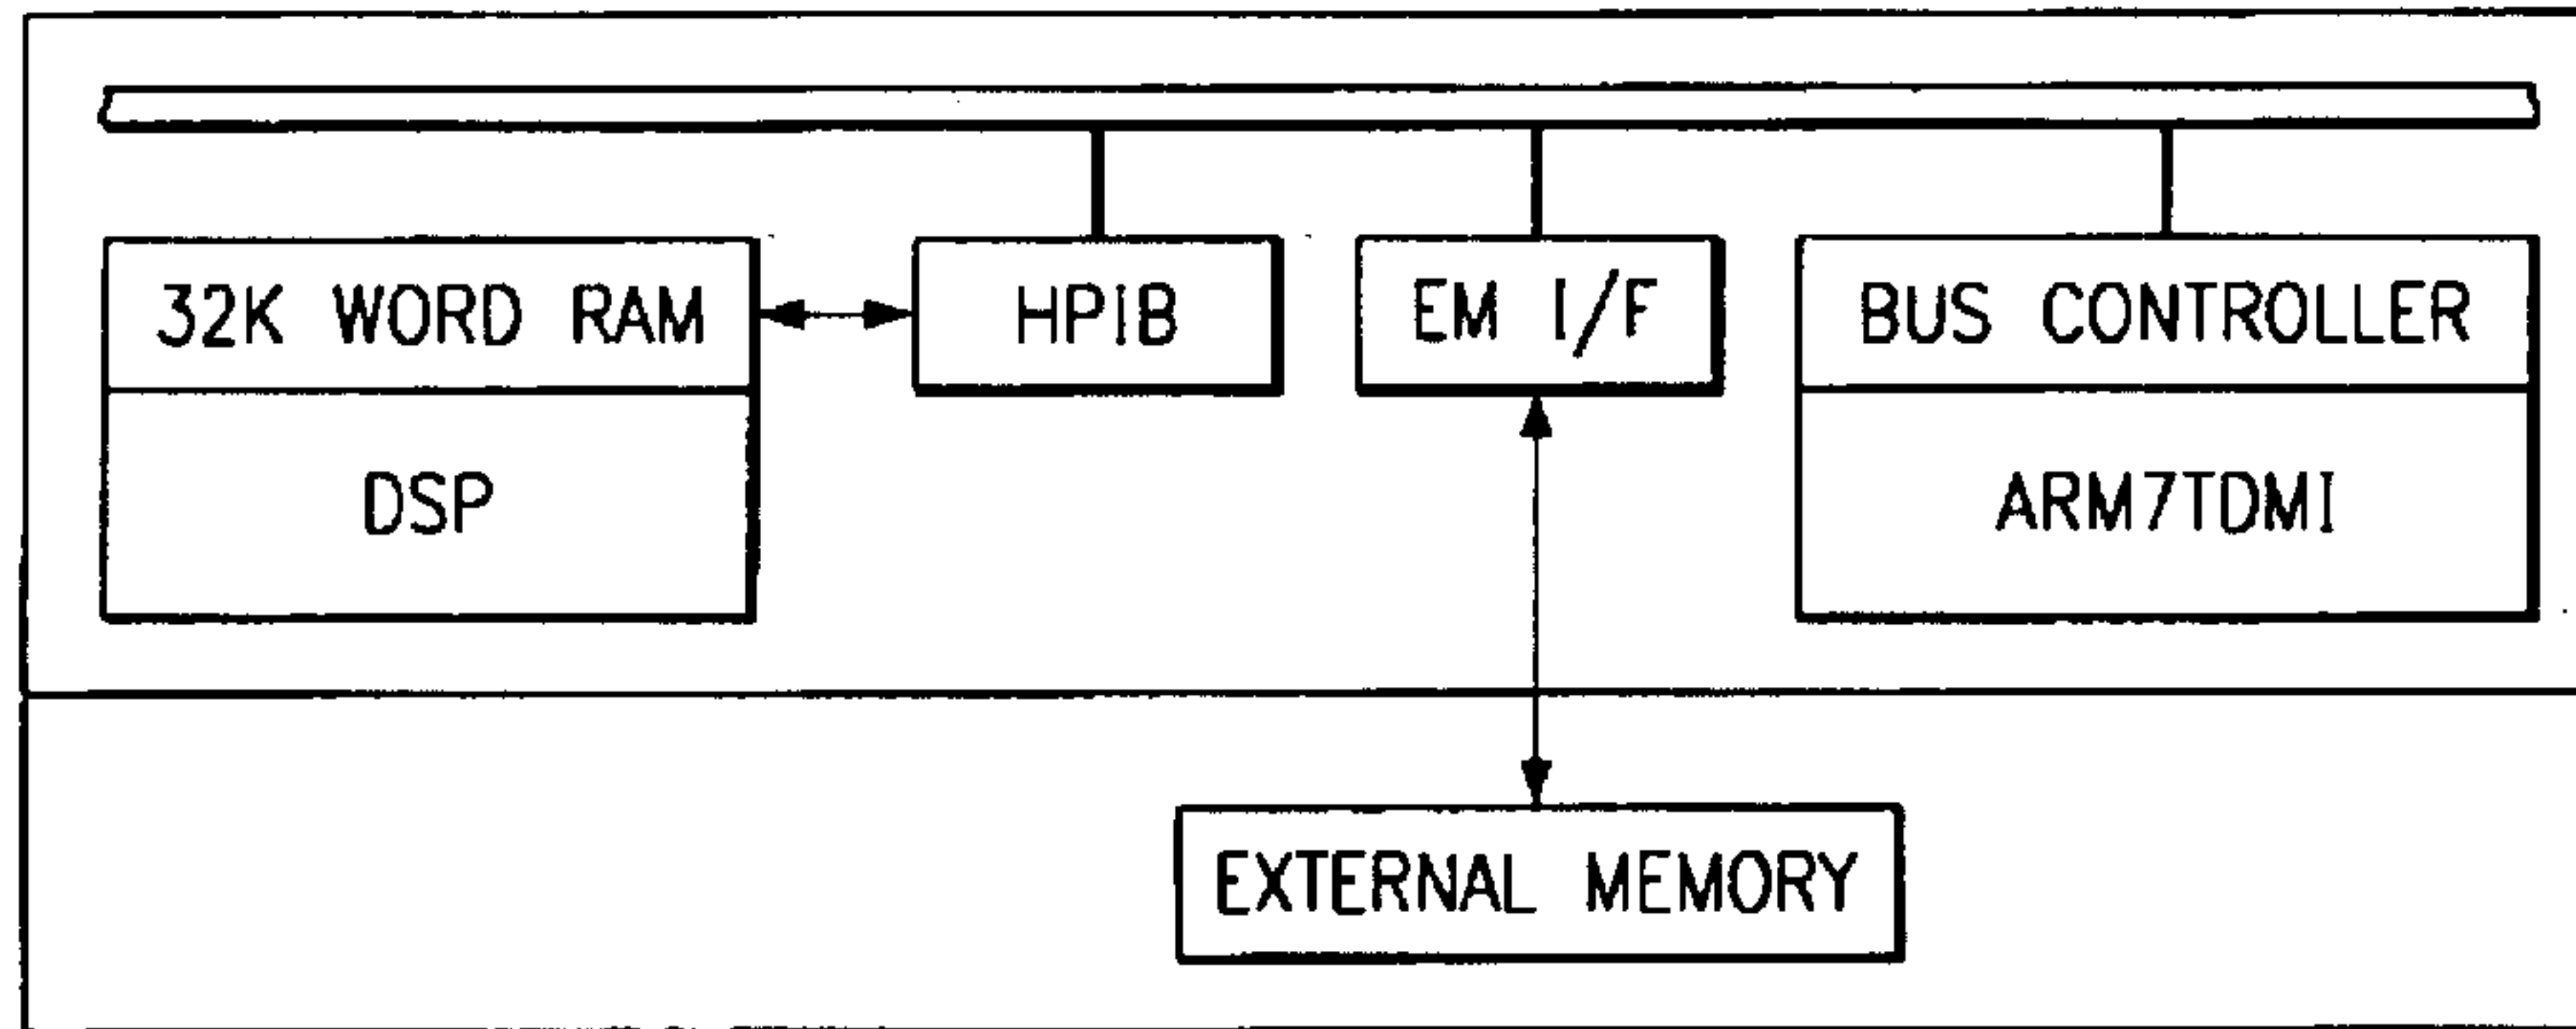 32K WORD RAM
HPIB
EM I/F
BUS CONTROLLER
DSP
ARM7TDMI
EXTERNAL MEMORY